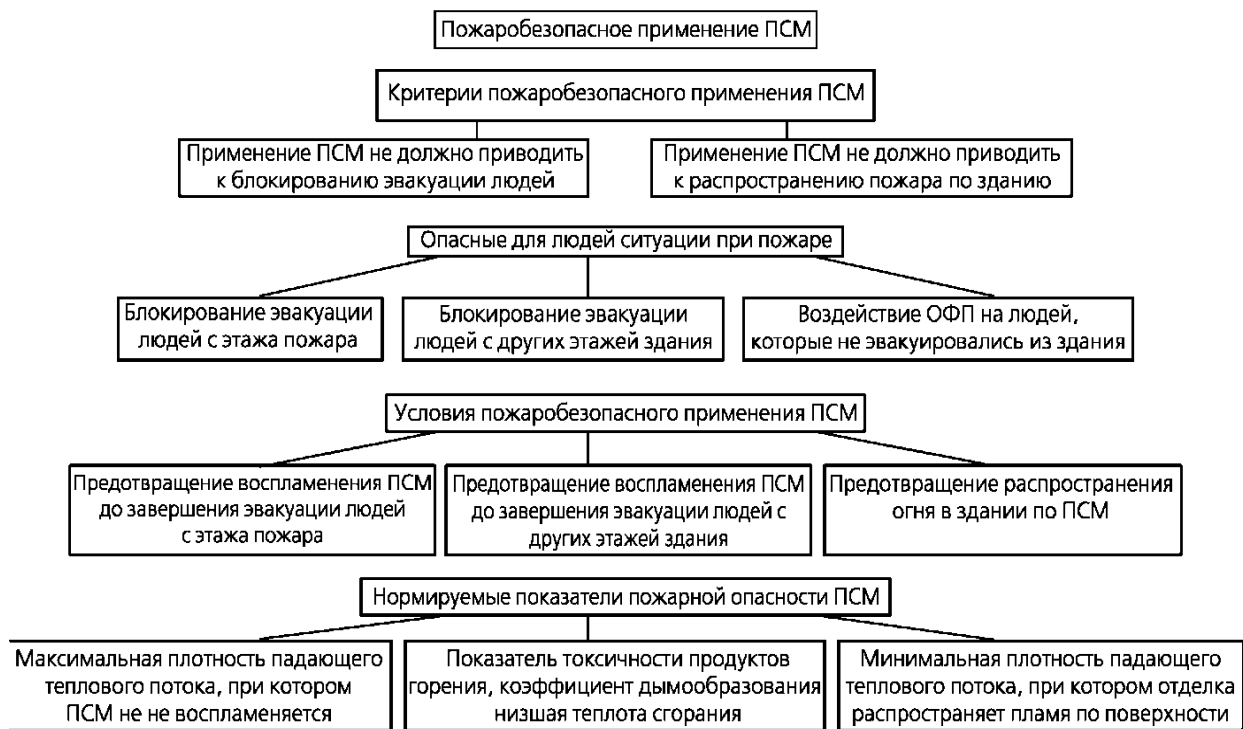 Пожаробезопасное применение ПСМ
Критерии пожаробезопасного применения ПСМ
Применение ПСМ не должно приводить
к блокированию эвакуации людей
Применение ПСМ не должно приводить
к распространению пожара по зданию
Опасные для людей ситуации при пожаре
Блокирование эвакуации
людей с этажа пожара
Блокирование эвакуации
людей с других этажей здания
Воздействие ОФП на людей,
которые не эвакуировались из здания
Условия пожаробезопасного применения ПСМ
Предотвращение воспламенения ПСМ
до завершения эвакуации людей
с этажа пожара
Предотвращение воспламенения ПСМ
до завершения эвакуации людей с
других этажей здания
Предотвращение распространения
огня в здании по ПСМ
Нормируемые показатели пожарной опасности ПСМ
Максимальная плотность падающего
теплового потока, при котором
ПСМ не не воспламеняется
Показатель токсичности продуктов
горения, коэффициент дымообразования
низшая теплота сгорания
Минимальная плотность падающего
теплового потока, при котором отделка
распространяет пламя по поверхности